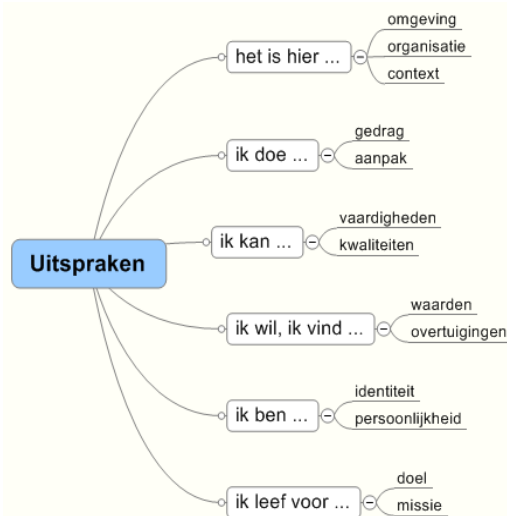 omgeving
het is hier ...
organisatie
context
gedrag
ik doe ...
aanpak
vaardigheden
ik kan ...
kwaliteiten
Uitspraken
waarden
ik wil, ik vind ...
overtuigingen
identiteit
ik ben ...
persoonlijkheid
doel
ik leef voor ...
missie